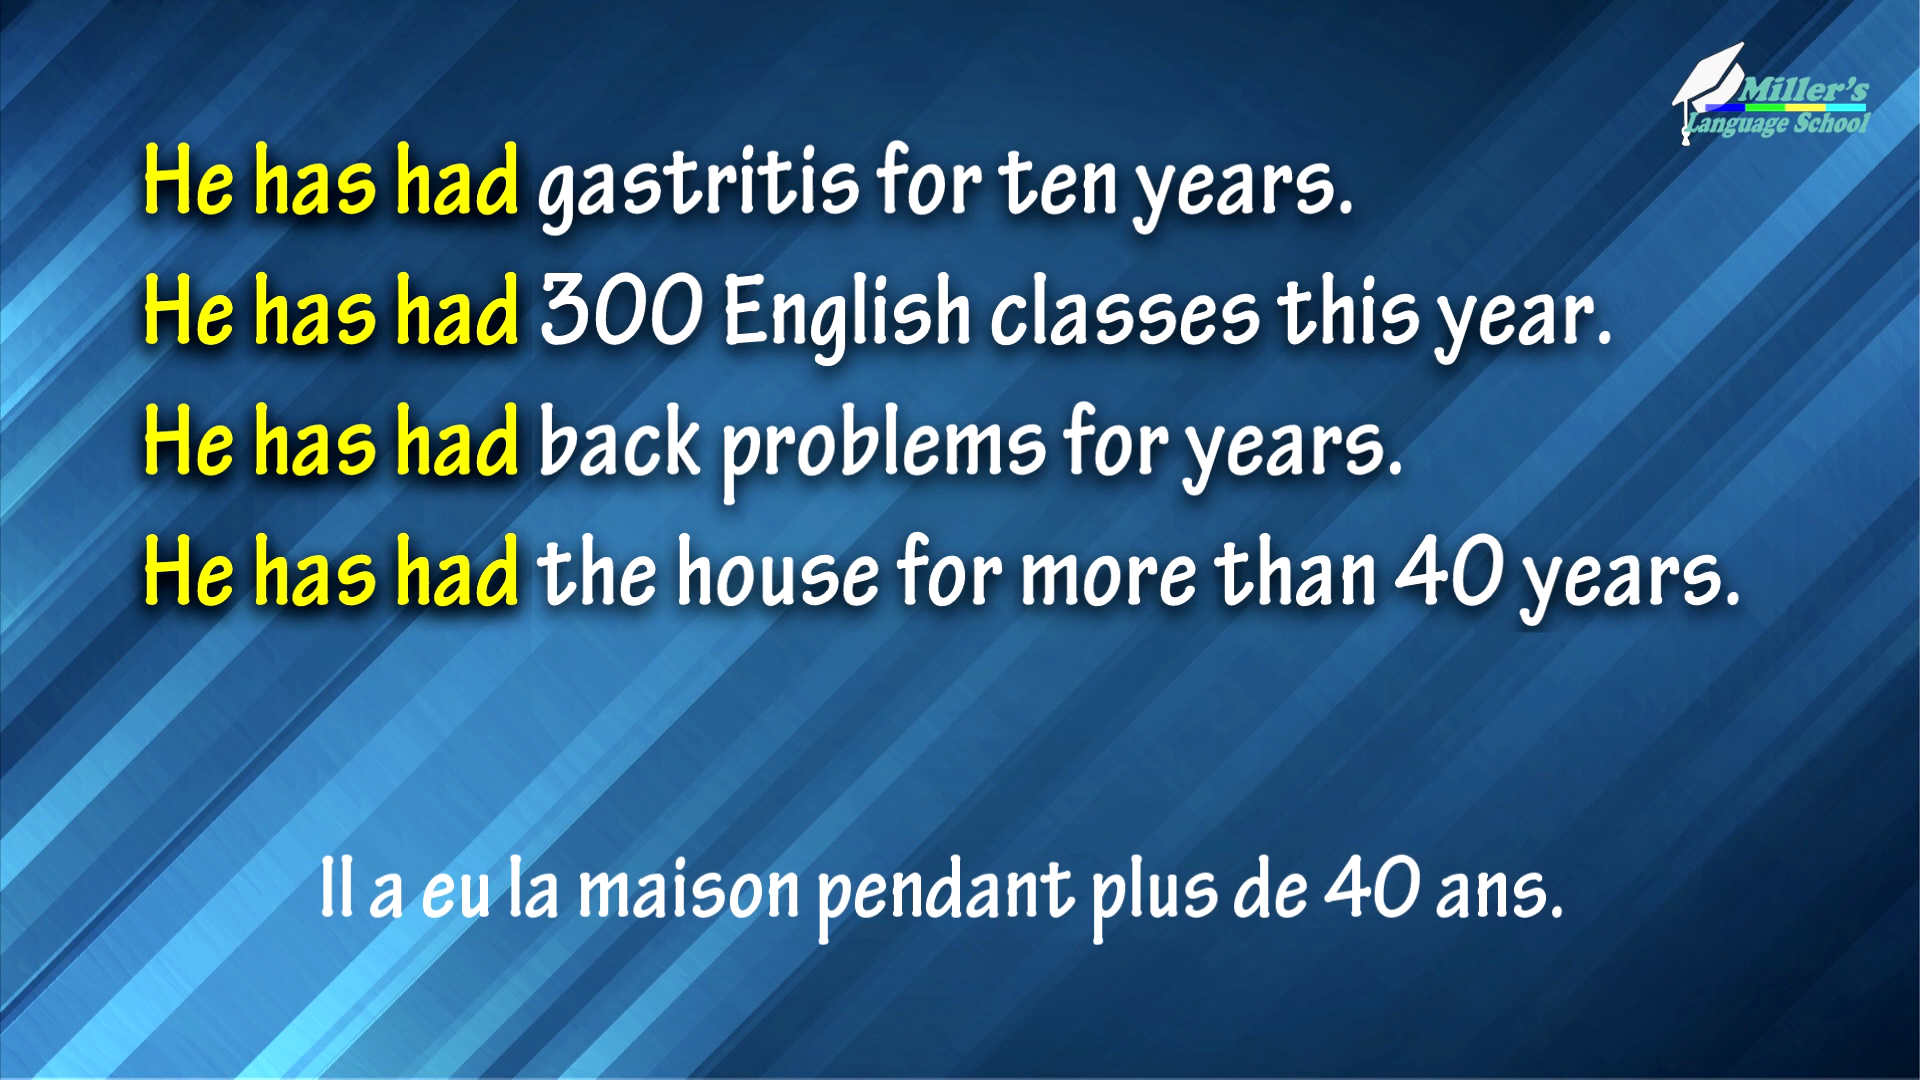 Miller's
Language School
He has had gastritis for ten years.
He has had 300 English classes this year.
He has had back problems for years.
He has had the house for more than 40 years.
Il a eu la maison pendant plus de 40 ans.